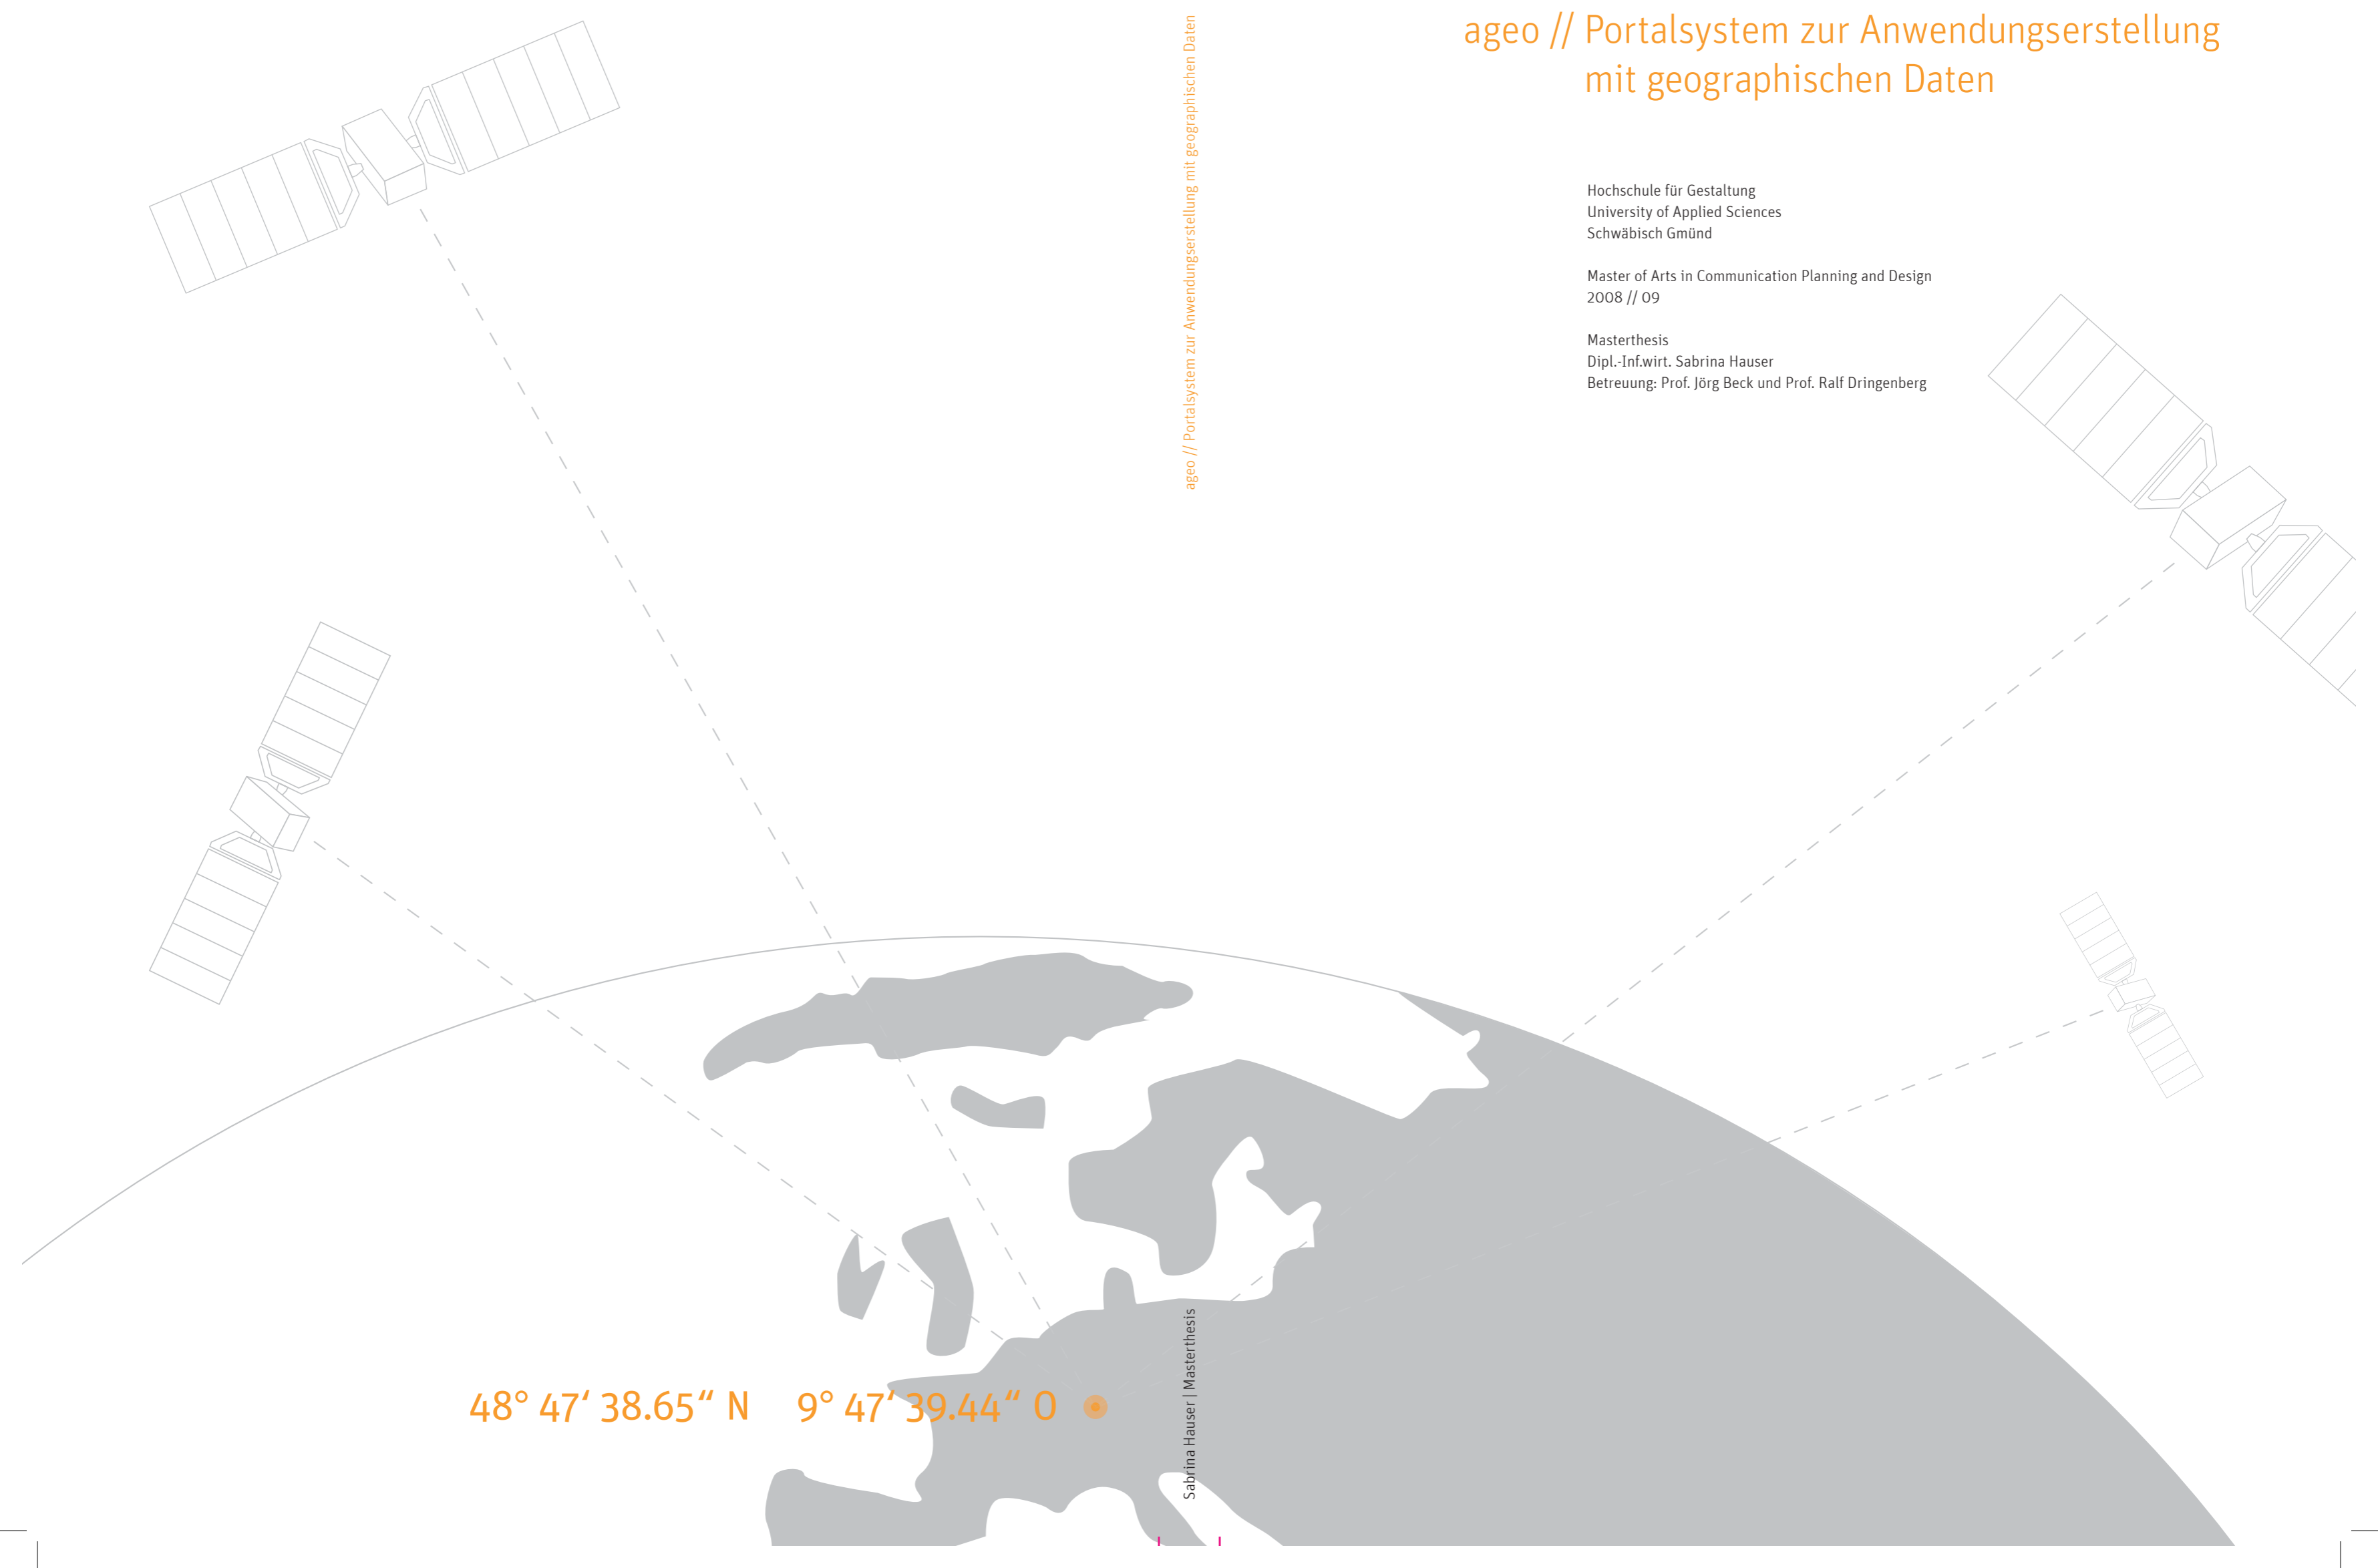 ageo // Portalsystem zur Anwendungserstellung
mit geographischen Daten
Hochschule für Gestaltung
University of Applied Sciences
Schwäbisch Gmünd
Master of Arts in Communication Planning and Design
2008 // 09
Masterthesis
Dipl.-Inf.wirt. Sabrina Hauser
Betreuung: Prof. Jörg Beck und Prof. Ralf Dringenberg
ageo // Portalsystem zur Anwendungserstellung mit geographischen Daten
Sabrina Hauser | Masterthesis
48° 47‘ 38.65“ N 9° 47‘ 39.44“ O